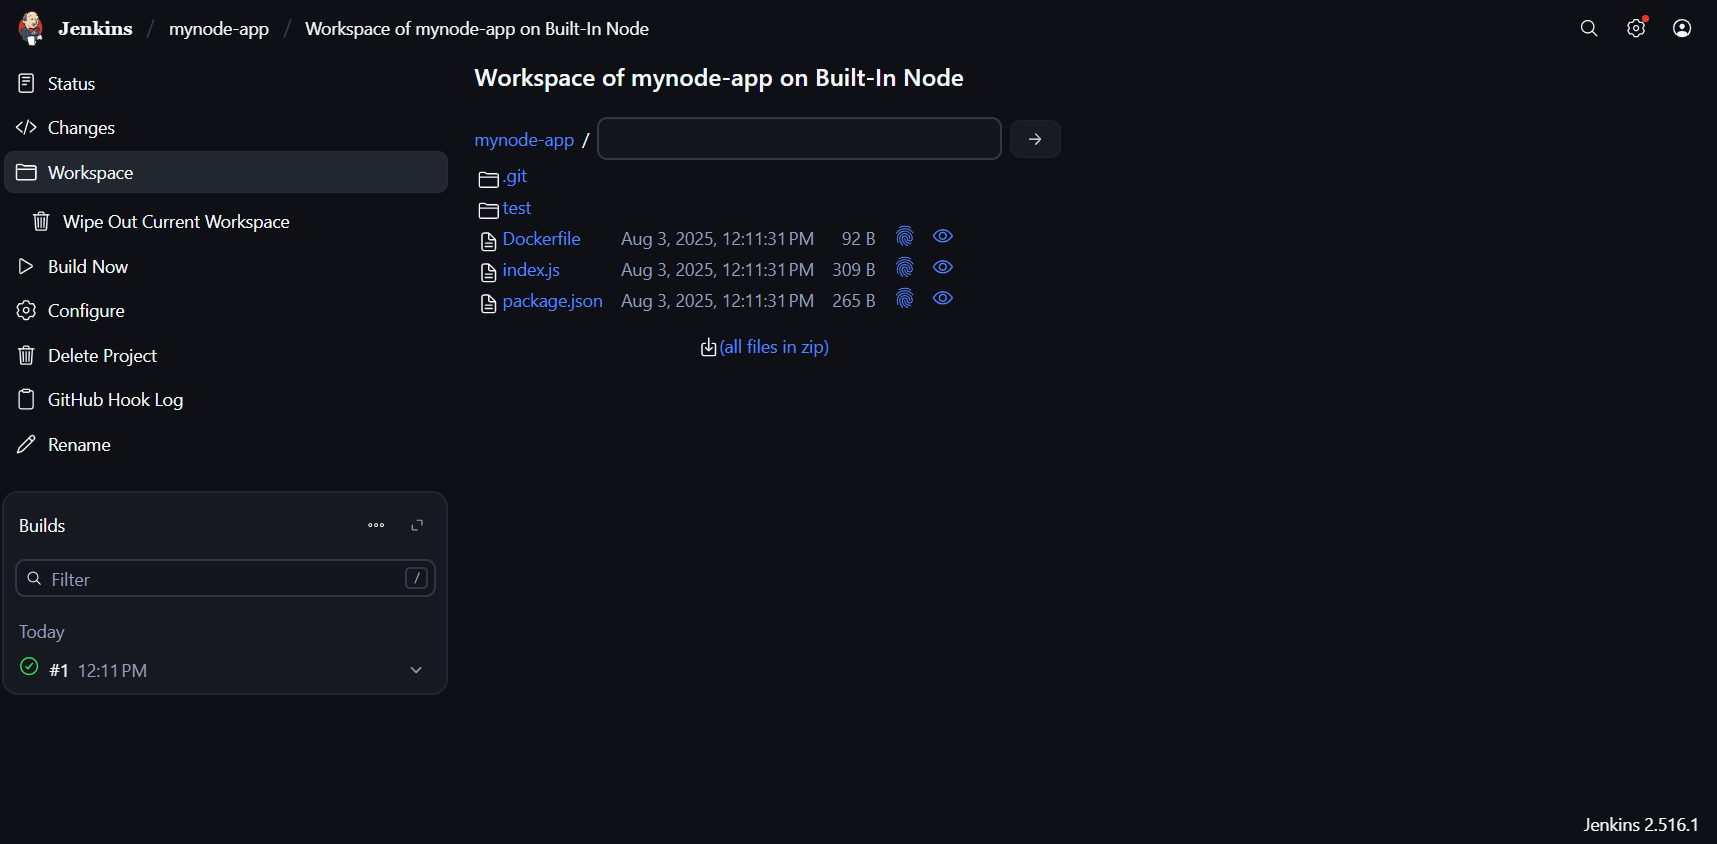 Jenkins / mynode-app / Workspace of mynode-app on Built-In Node
Status
Changes
Workspace
Wipe Out Current Workspace
Build Now
Configure
Delete Project
GitHub Hook Log
Rename
Builds
Filter /
Today
#1 12:11 PM
Workspace of mynode-app on Built-In Node
mynode-app /
.git
test
Dockerfile Aug 3, 2025, 12:11:31 PM 92 B
index.js Aug 3, 2025, 12:11:31 PM 309 B
package.json Aug 3, 2025, 12:11:31 PM 265 B
(all files in zip)
Jenkins 2.516.1